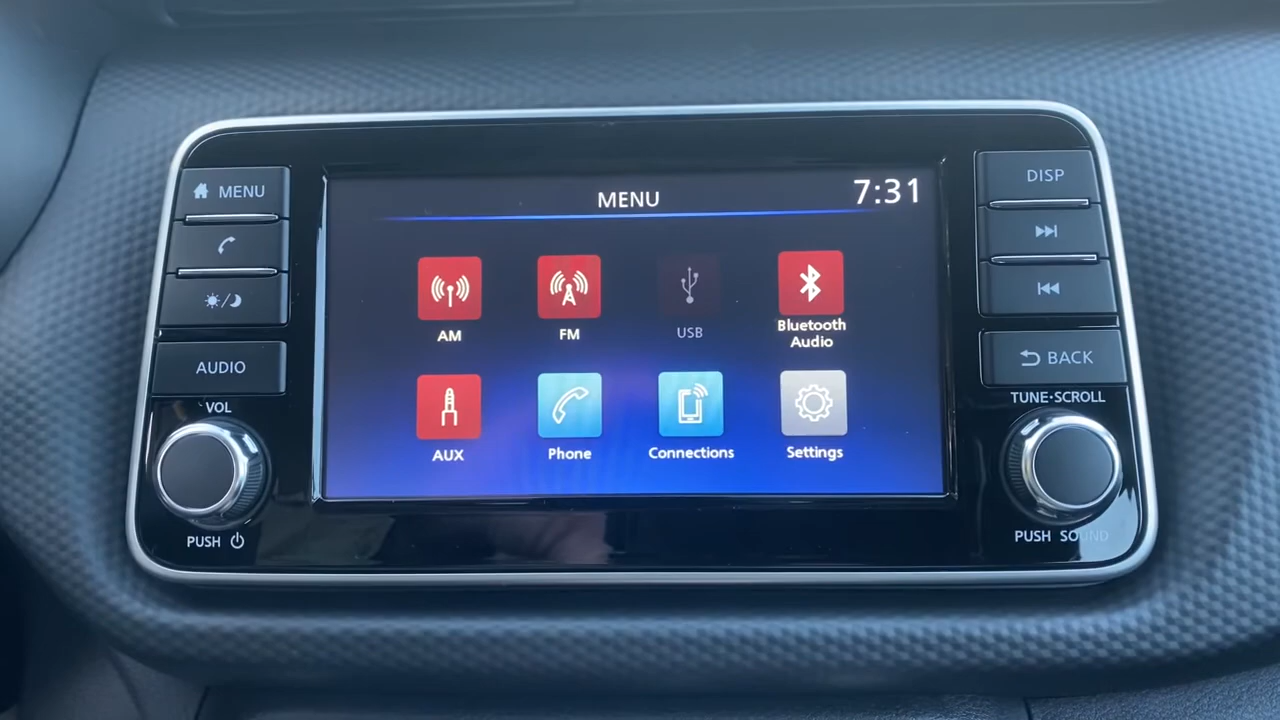 MENU
AUDIO
VOL
PUSH
MENU
7:31
AM
FM
USB
Bluetooth
Audio
AUX
Phone
Connections
Settings
DISP
BACK
TUNE·SCROLL
PUSH SOUND